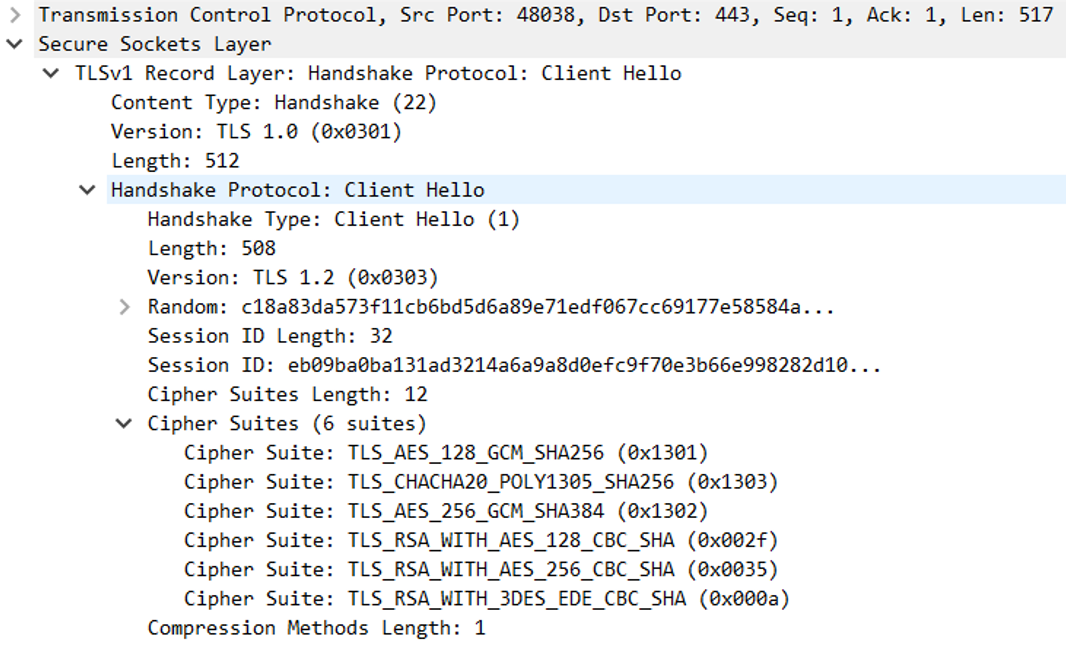 Transmission Control Protocol, Src Port: 48038, Dst Port: 443, Seq: 1, Ack: 1, Len: 517
Secure Sockets Layer
TLSv1 Record Layer: Handshake Protocol: Client Hello
Content Type: Handshake (22)
Version: TLS 1.0 (0x0301)
Length: 512
Handshake Protocol: Client Hello
Handshake Type: Client Hello (1)
Length: 508
Version: TLS 1.2 (0x0303)
Random: c18a83da573f11cb6bd5d6a89e71edf067cc69177e58584a...
Session ID Length: 32
Session ID: eb09ba0ba131ad3214a6a9a8d0efc9f70e3b66e998282d10...
Cipher Suites Length: 12
Cipher Suites (6 suites)
Cipher Suite: TLS_AES_128_GCM_SHA256 (0x1301)
Cipher Suite: TLS_CHACHA20_POLY1305_SHA256 (0x1303)
Cipher Suite: TLS_AES_256_GCM_SHA384 (0x1302)
Cipher Suite: TLS_RSA_WITH_AES_128_CBC_SHA (0x002f)
Cipher Suite: TLS_RSA_WITH_AES_256_CBC_SHA (0x0035)
Cipher Suite: TLS_RSA_WITH_3DES_EDE_CBC_SHA (0x000a)
Compression Methods Length: 1